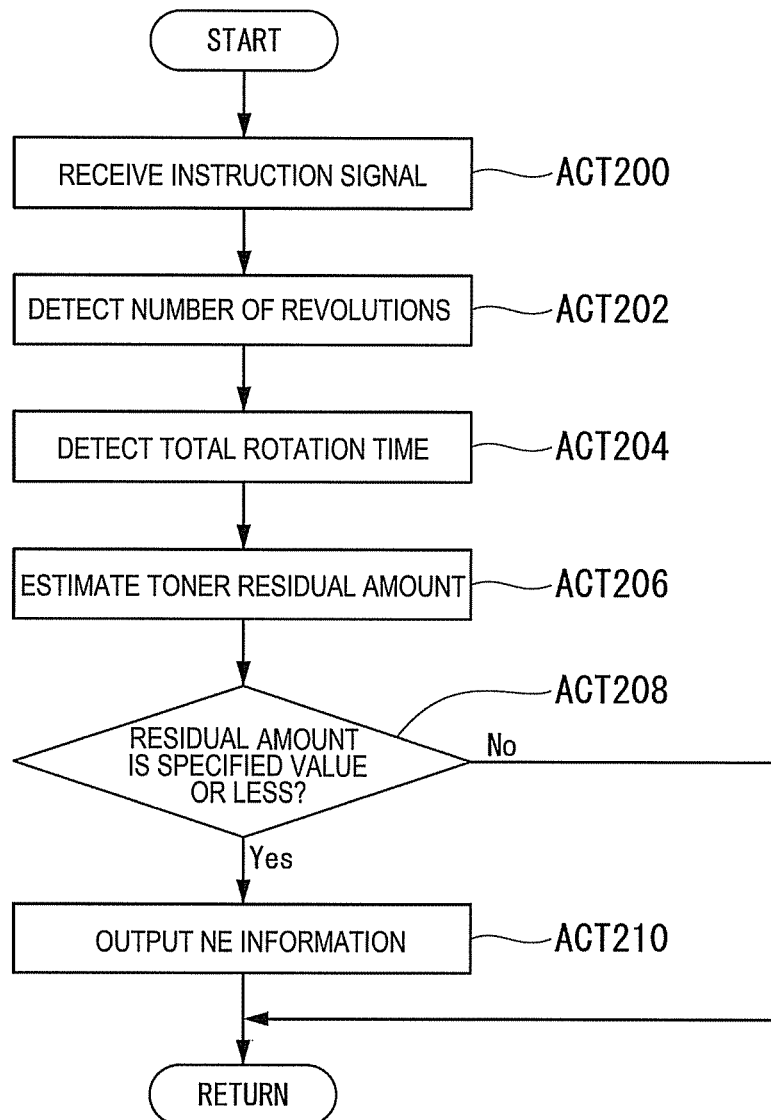 START
RECEIVE INSTRUCTION SIGNAL
ACT200
DETECT NUMBER OF REVOLUTIONS
ACT202
DETECT TOTAL ROTATION TIME
ACT204
ESTIMATE TONER RESIDUAL AMOUNT
ACT206
ACT208
RESIDUAL AMOUNT
IS SPECIFIED VALUE
OR LESS?
No
Yes
OUTPUT NE INFORMATION
ACT210
RETURN